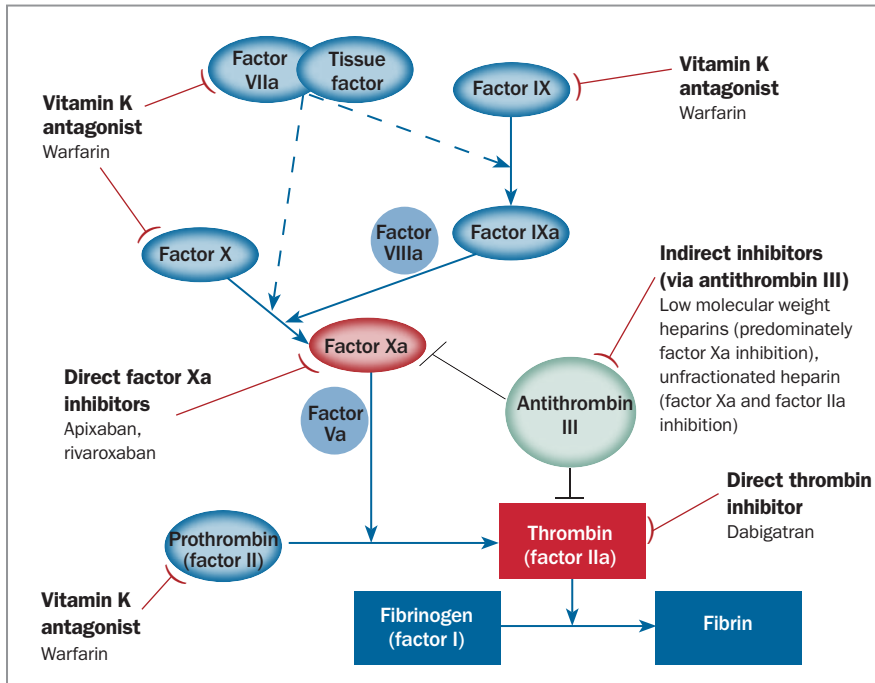 Factor
VIIa
Tissue
factor
Factor IX
Vitamin K
antagonist
Warfarin
Vitamin K
antagonist
Warfarin
Factor X
Factor
VIIIa
Factor IXa
Indirect inhibitors
(via antithrombin III)
Low molecular weight
heparins (predominately
factor Xa inhibition),
unfractionated heparin
(factor Xa and factor IIa
inhibition)
Factor Xa
Direct factor Xa
inhibitors
Apixaban,
rivaroxaban
Factor
Va
Antithrombin
III
Direct thrombin
inhibitor
Dabigatran
Prothrombin
(factor II)
Thrombin
(factor IIa)
Vitamin K
antagonist
Warfarin
Fibrinogen
(factor I)
Fibrin